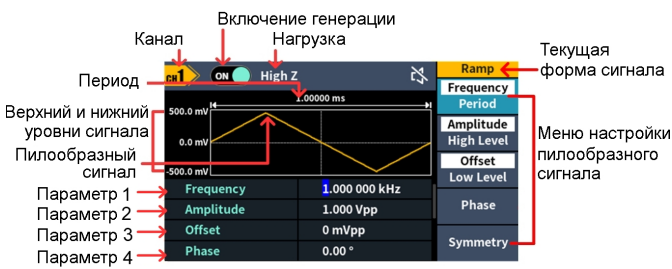 Включение генерации
Канал
Нагрузка
Текущая
форма сигнала
CH1
ON
High Z
Ramp
Период
1.00000 ms
Frequency
Period
Верхний и нижний
уровни сигнала
500.0 mV
0.0 mV
-500.0 mV
Amplitude
High Level
Меню настройки
пилообразного
сигнала
Пилообразный
сигнал
Offset
Low Level
Параметр 1
Frequency
1.000 000 kHz
Phase
Параметр 2
Amplitude
1.000 Vpp
Параметр 3
Offset
0 mVpp
Symmetry
Параметр 4
Phase
0.00 °